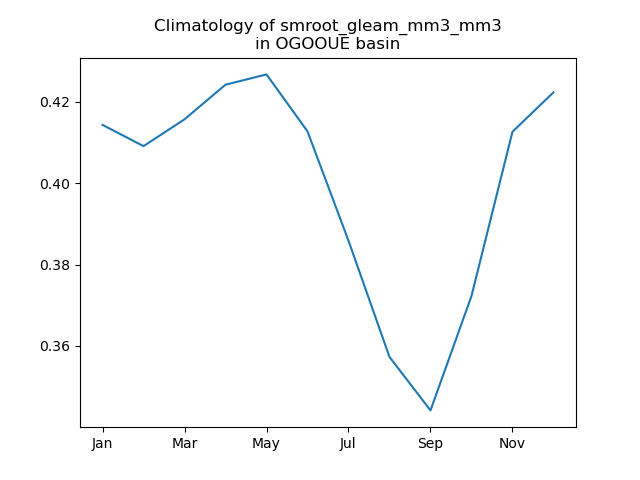 Climatology of smroot_gleam_mm3_mm3
in OGOOUE basin
0.42
0.40
0.38
0.36
Jan Mar May Jul Sep Nov